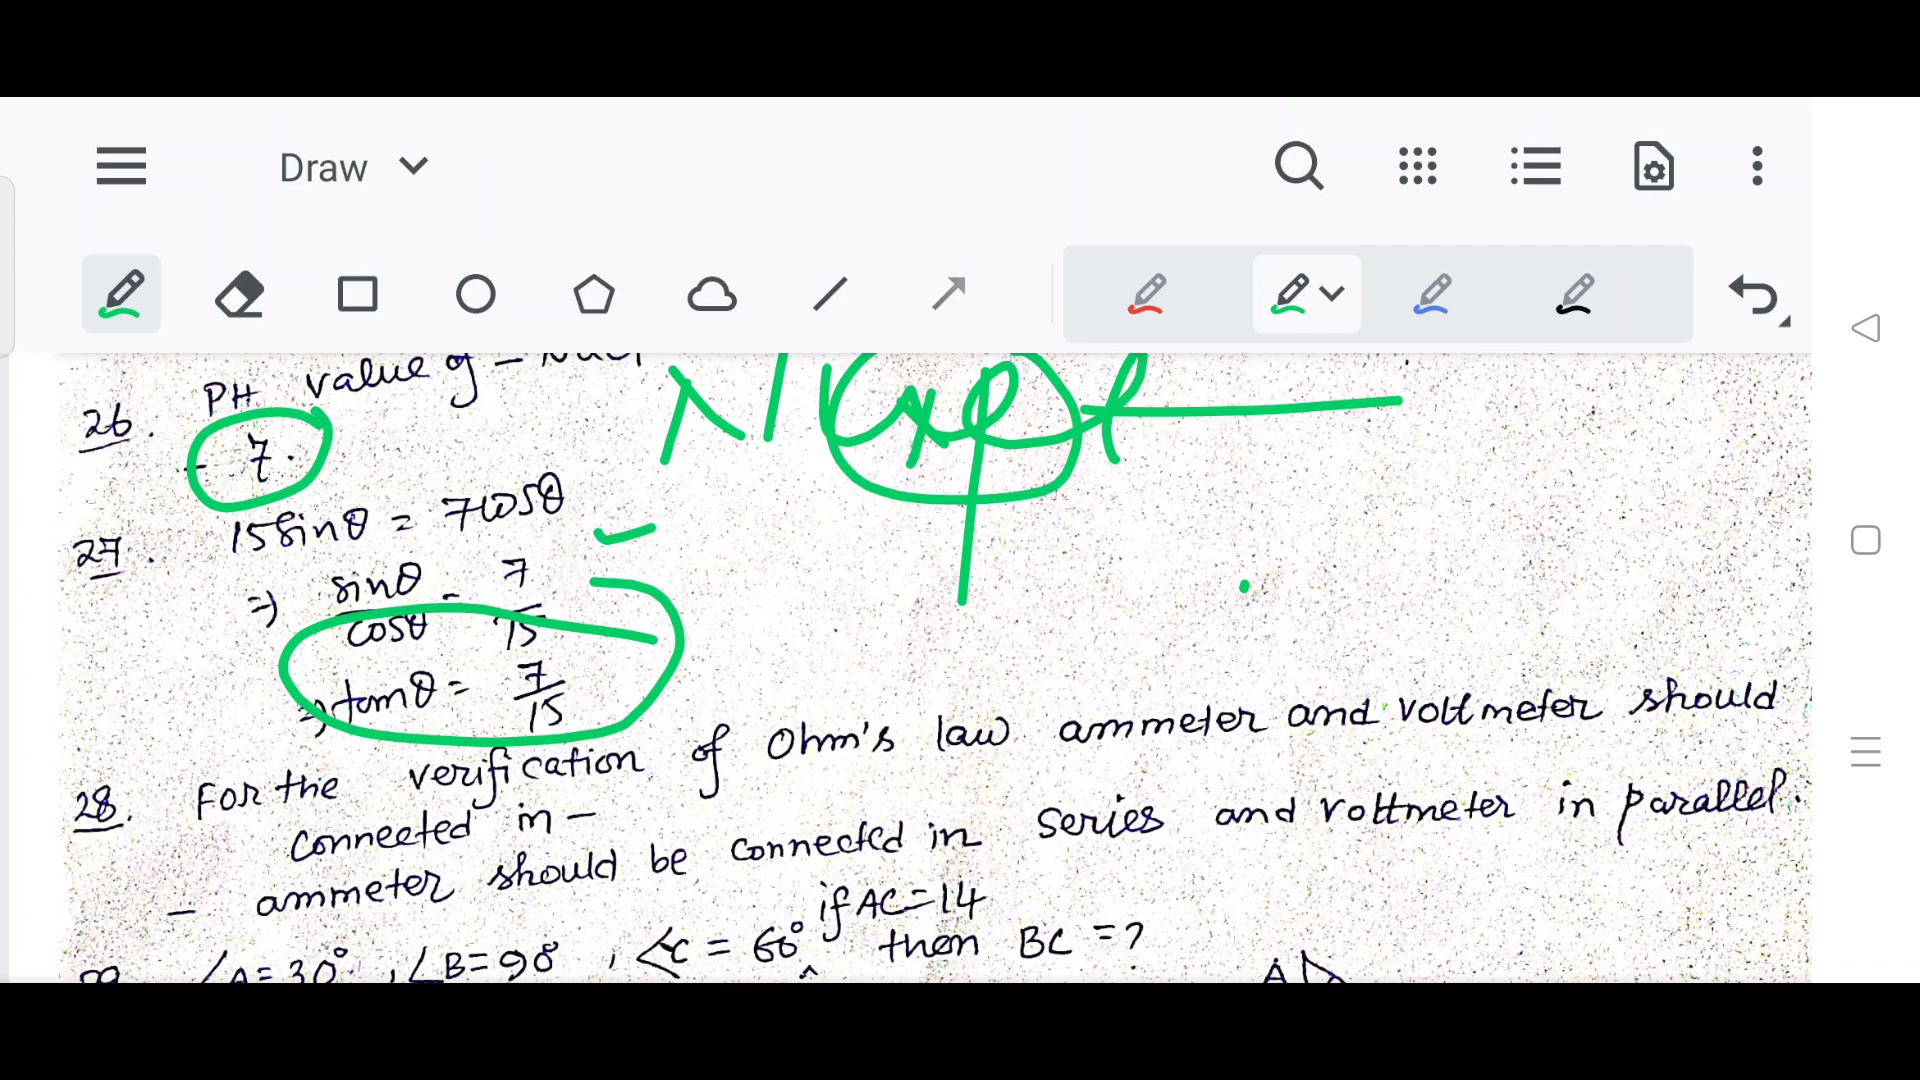 Draw
26. PH value of - NaCl
- 7.
27. 15sinθ = 7cosθ
⇒ sinθ/cosθ = 7/15
⇒ tanθ = 7/15
28. For the verification of Ohm's law ammeter and voltmeter should
connected in -
- ammeter should be connected in series and voltmeter in parallel.
if AC=14
∠A=30°, ∠B=90°, ∠C=60° then BC=?
A